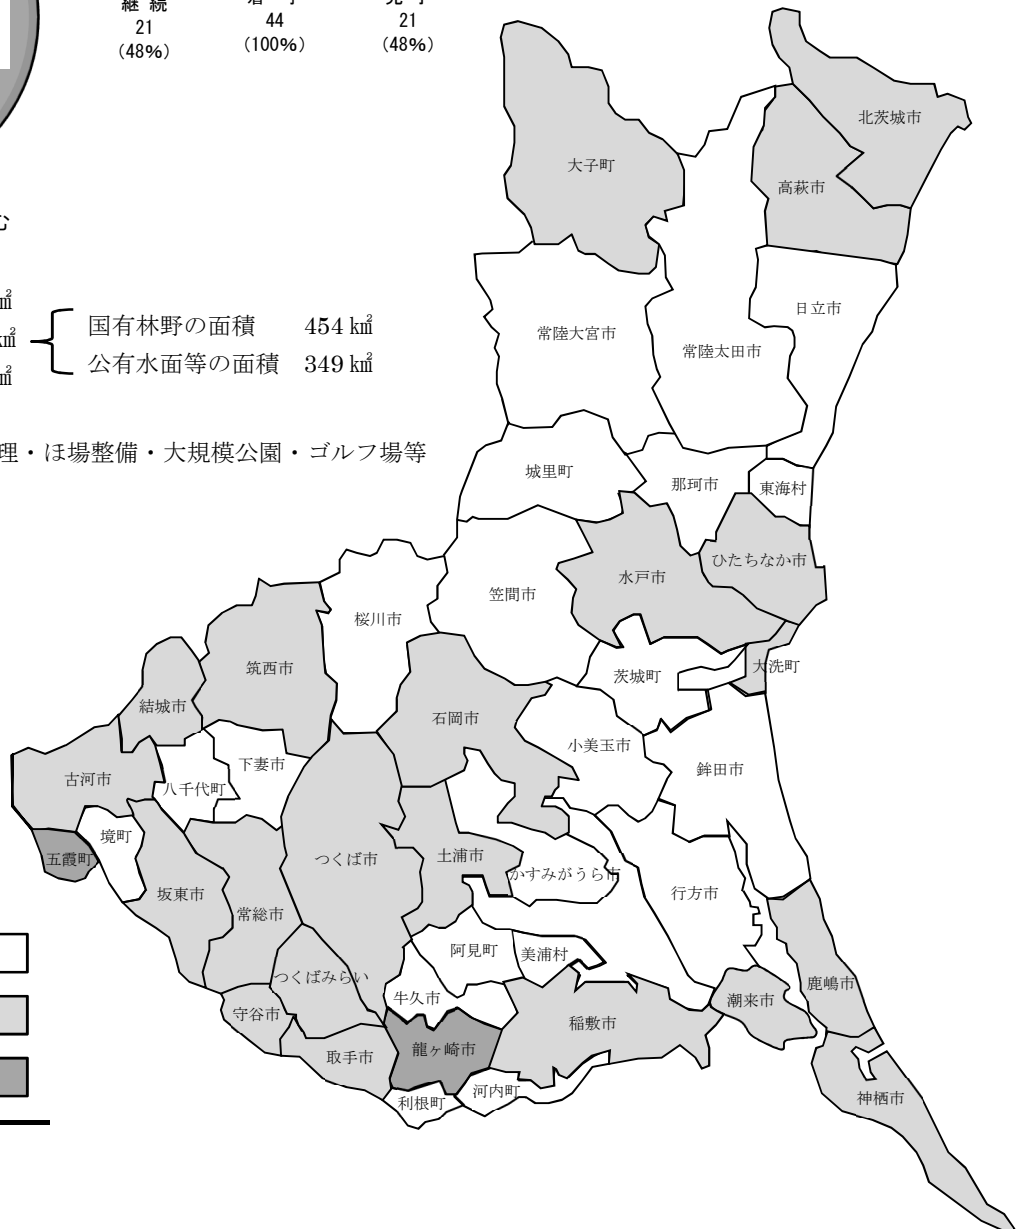 継続
21
(48%)
44
(100%)
21
(48%)
む
㎢
㎢
㎢
国有林野の面積 454㎢
公有水面等の面積 349㎢
理・ほ場整備・大規模公園・ゴルフ場等
北茨城市
大子町
高萩市
日立市
常陸大宮市
常陸太田市
城里町
那珂市
東海村
ひたちなか市
水戸市
笠間市
桜川市
筑西市
茨城町
大洗町
結城市
石岡市
小美玉市
鉾田市
古河市
八千代町
下妻市
境町
五霞町
つくば市
土浦市
かすみがうら市
坂東市
常総市
行方市
阿見町
美浦村
つくばみらい
牛久市
潮来市
鹿嶋市
守谷市
稲敷市
取手市
龍ヶ崎市
利根町
河内町
神栖市